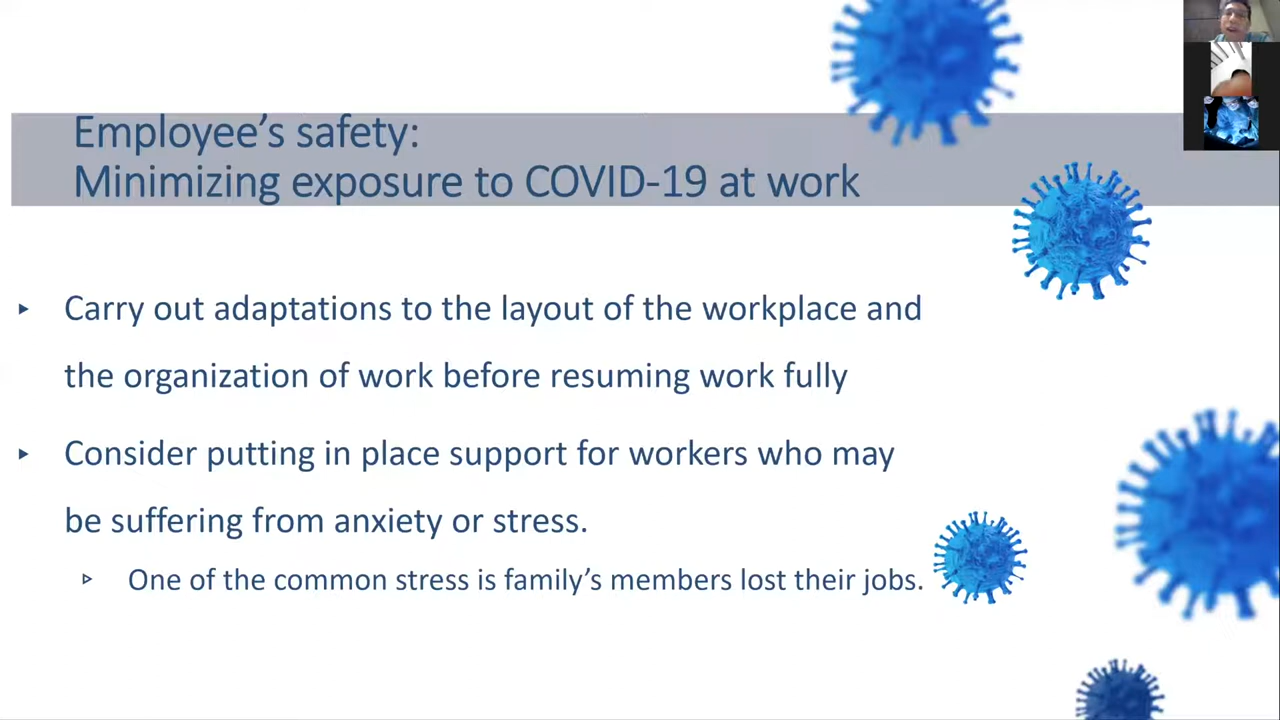 Employee’s safety:
Minimizing exposure to COVID-19 at work
Carry out adaptations to the layout of the workplace and
the organization of work before resuming work fully
Consider putting in place support for workers who may
be suffering from anxiety or stress.
One of the common stress is family’s members lost their jobs.